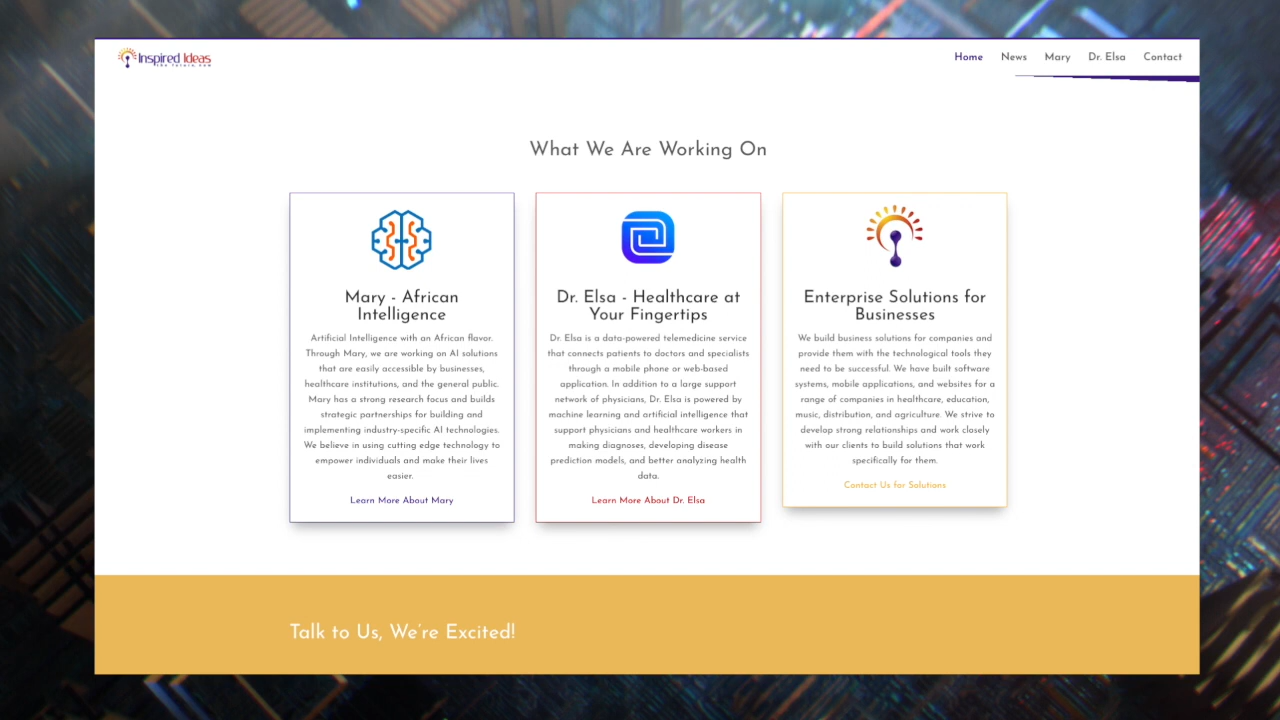 Inspired Ideas
the future, now
Home News Mary Dr. Elsa Contact
What We Are Working On
Mary - African
Intelligence
Artificial Intelligence with an African flavor.
Through Mary, we are working on AI solutions
that are easily accessible by businesses,
healthcare institutions, and the general public.
Mary has a strong research focus and builds
strategic partnerships for building and
implementing industry-specific AI technologies.
We believe in using cutting edge technology to
empower individuals and make their lives
easier.
Learn More About Mary
Dr. Elsa - Healthcare at
Your Fingertips
Dr. Elsa is a data-powered telemedicine service
that connects patients to doctors and specialists
through a mobile phone or web-based
application. In addition to a large support
network of physicians, Dr. Elsa is powered by
machine learning and artificial intelligence that
support physicians and healthcare workers in
making diagnoses, developing disease
prediction models, and better analyzing health
data.
Learn More About Dr. Elsa
Enterprise Solutions for
Businesses
We build business solutions for companies and
provide them with the technological tools they
need to be successful. We have built software
systems, mobile applications, and websites for a
range of companies in healthcare, education,
music, distribution, and agriculture. We strive to
develop strong relationships and work closely
with our clients to build solutions that work
specifically for them.
Contact Us for Solutions
Talk to Us, We're Excited!